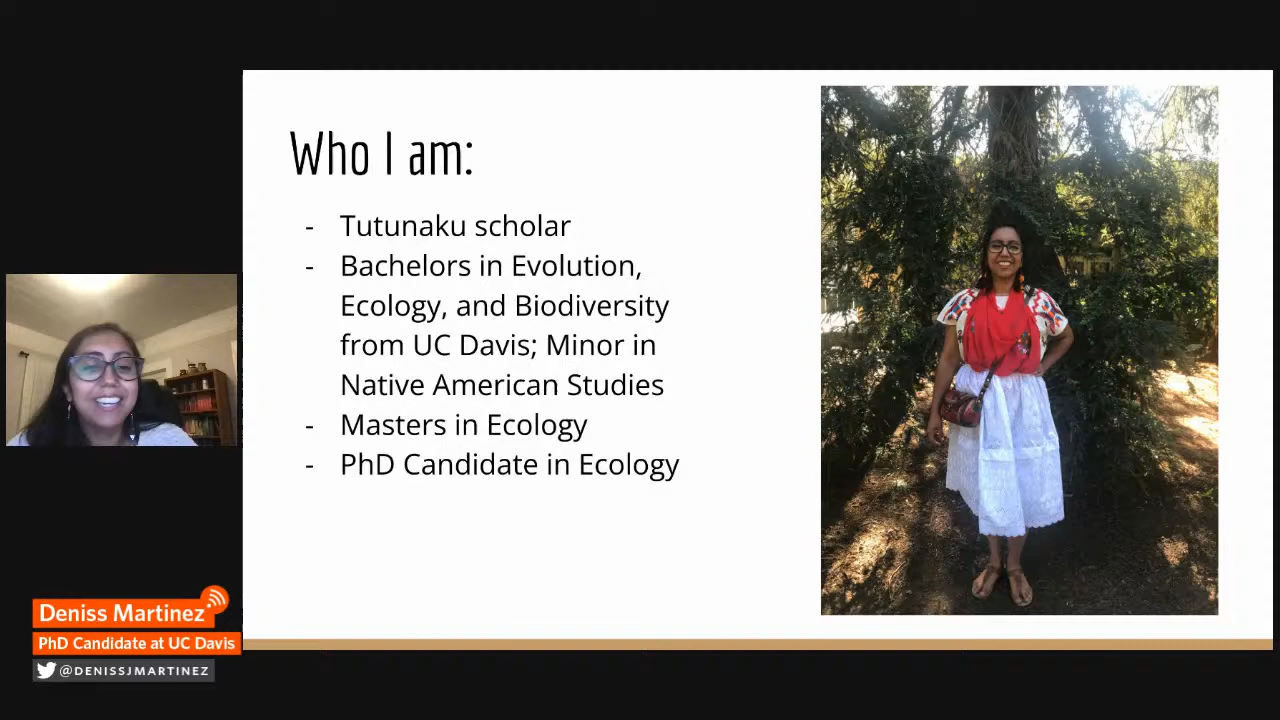 Who I am:
- Tutunaku scholar
- Bachelors in Evolution,
Ecology, and Biodiversity
from UC Davis; Minor in
Native American Studies
- Masters in Ecology
- PhD Candidate in Ecology
Deniss Martinez
PhD Candidate at UC Davis
@DENISSJMARTINEZ